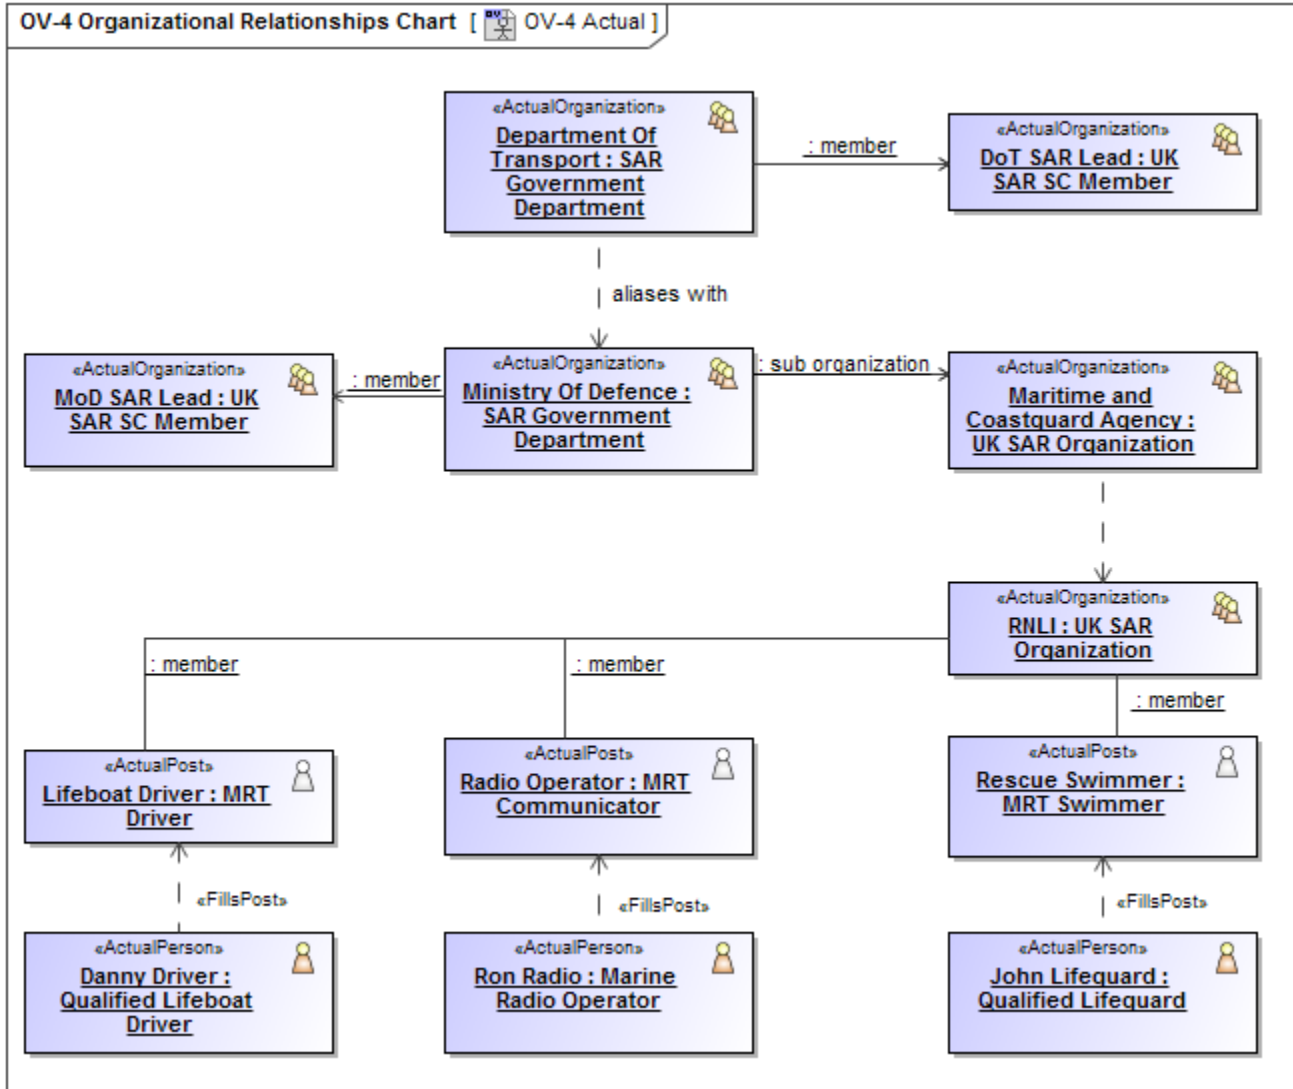 OV-4 Organizational Relationships Chart [ OV-4 Actual ]
«ActualOrganization»
Department Of
Transport : SAR
Government
Department
: member
«ActualOrganization»
DoT SAR Lead : UK
SAR SC Member
aliases with
«ActualOrganization»
MoD SAR Lead : UK
SAR SC Member
: member
«ActualOrganization»
Ministry Of Defence :
SAR Government
Department
: sub organization
«ActualOrganization»
Maritime and
Coastguard Agency :
UK SAR Organization
«ActualOrganization»
RNLI : UK SAR
Organization
: member
: member
: member
«ActualPost»
Lifeboat Driver : MRT
Driver
«ActualPost»
Radio Operator : MRT
Communicator
«ActualPost»
Rescue Swimmer :
MRT Swimmer
«FillsPost»
«FillsPost»
«FillsPost»
«ActualPerson»
Danny Driver :
Qualified Lifeboat
Driver
«ActualPerson»
Ron Radio : Marine
Radio Operator
«ActualPerson»
John Lifeguard :
Qualified Lifeguard